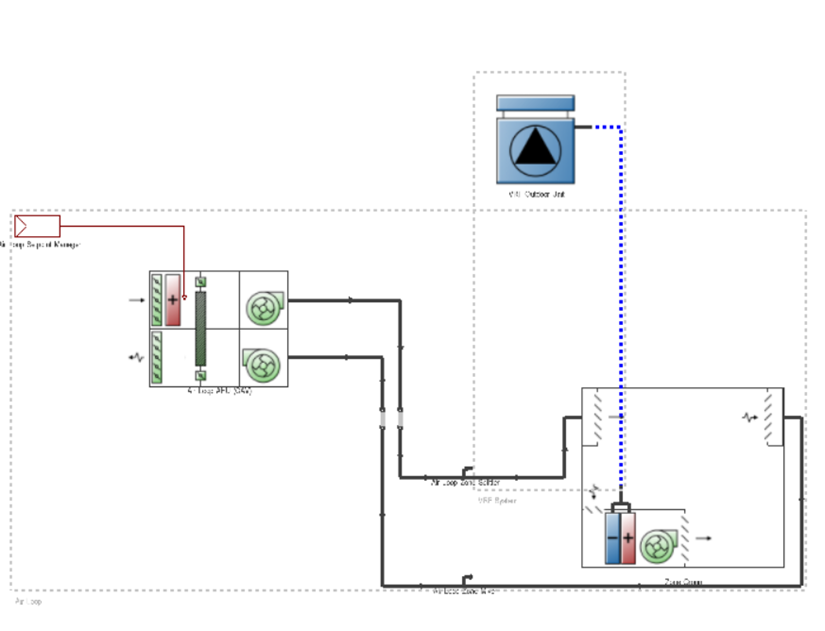 VRF Outdoor Unit
Air Loop Setpoint Manager
Air Loop AHU (CAV)
Air Loop Zone Splitter
VRF System
Zone Group
Air Loop Zone Mixer
Air Loop